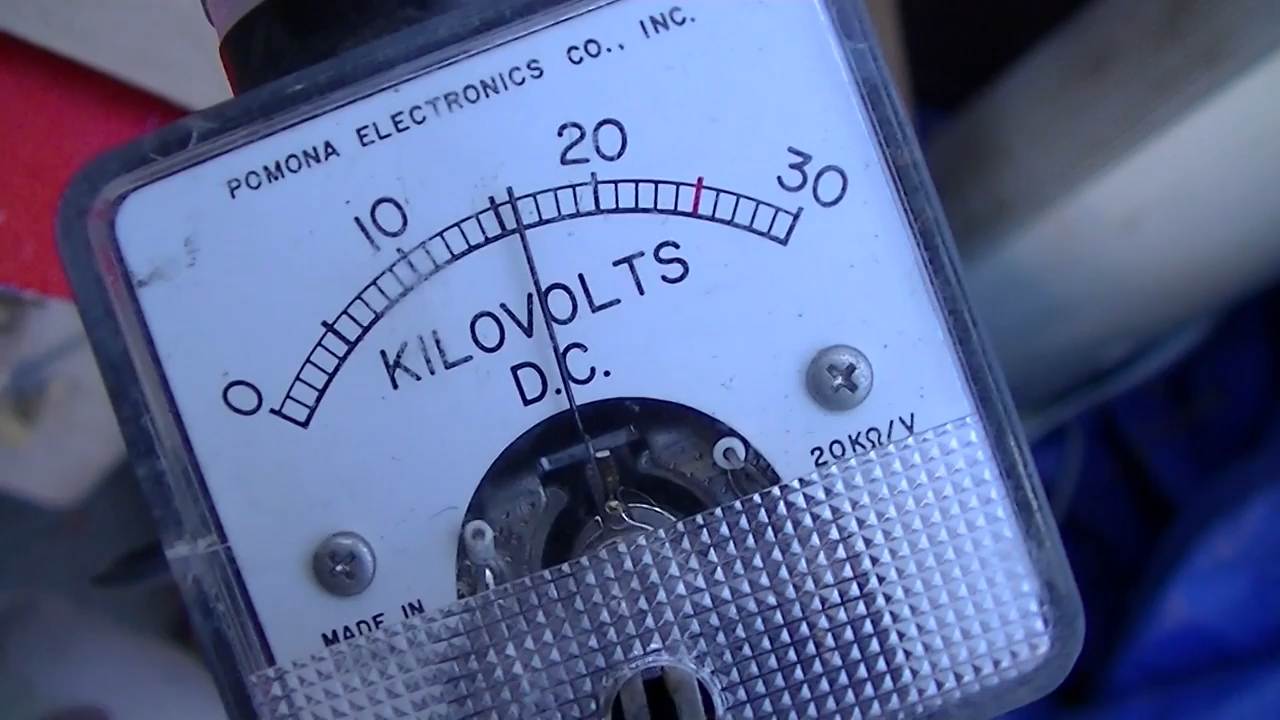 POMONA ELECTRONICS CO., INC.
0 10 20 30
KILOVOLTS
D.C.
20KΩ/V
MADE IN